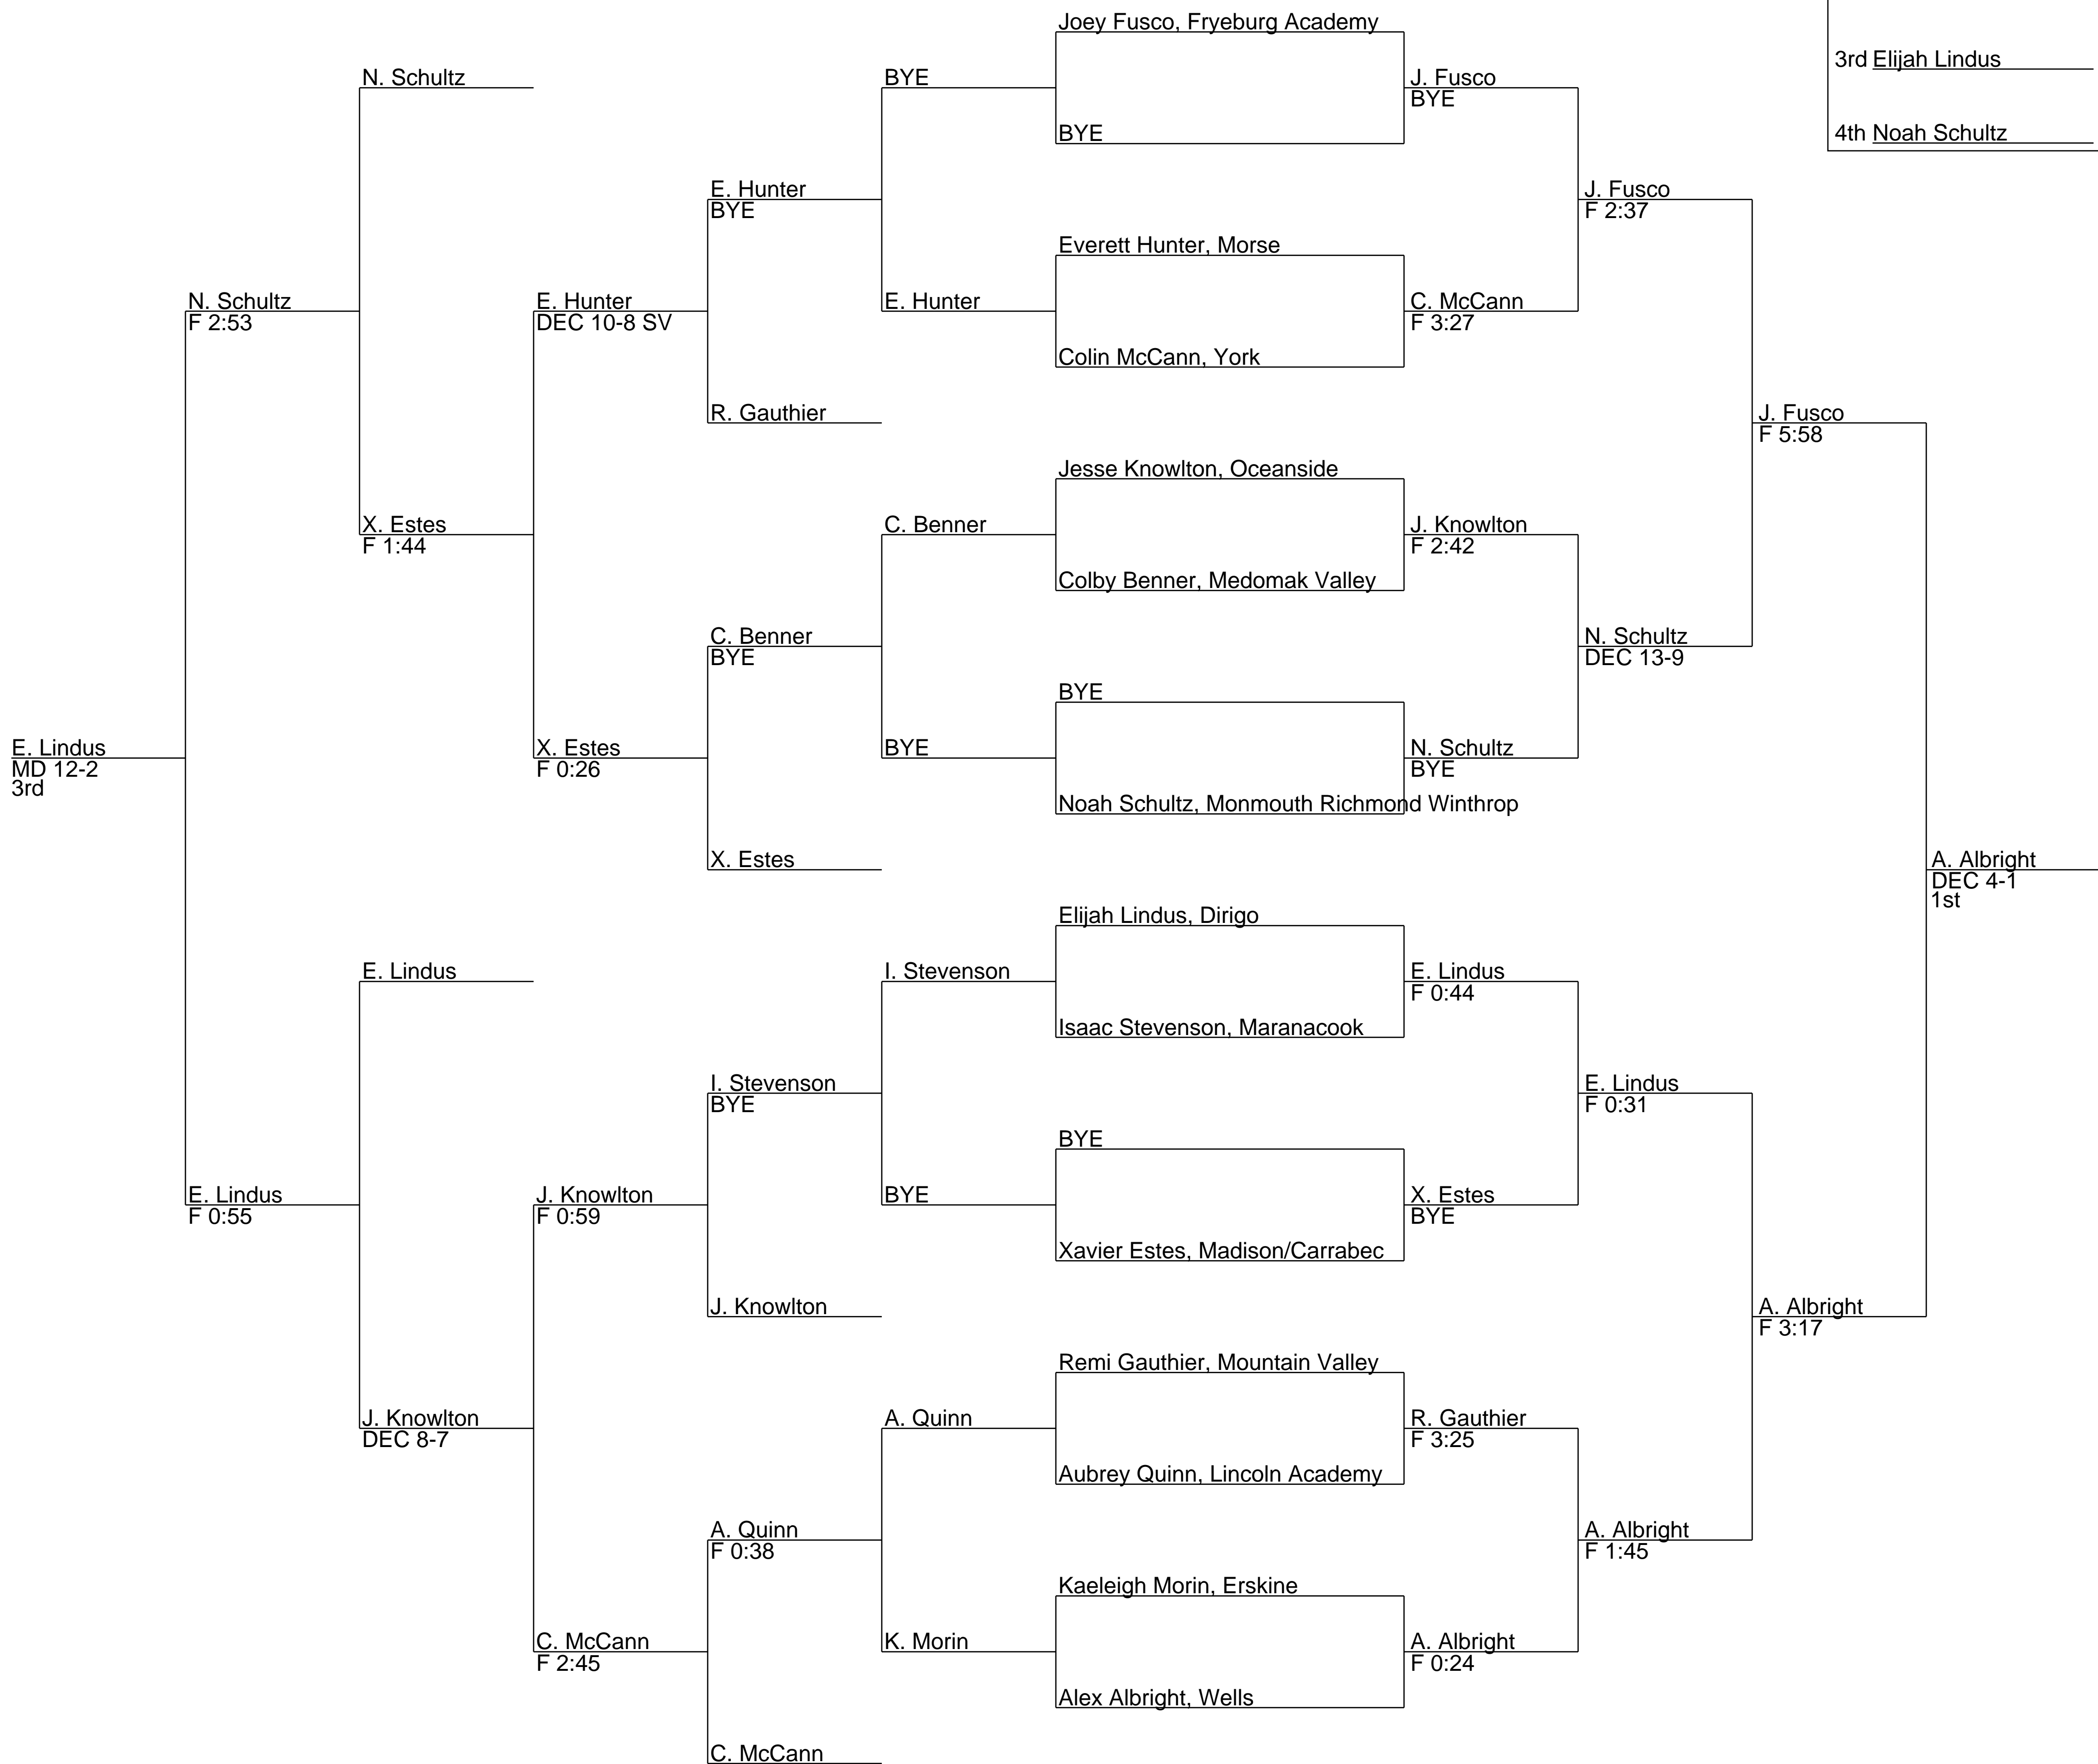 Joey Fusco, Fryeburg Academy
3rd Elijah Lindus
N. Schultz
BYE
J. Fusco
BYE
BYE
4th Noah Schultz
E. Hunter
BYE
J. Fusco
F 2:37
Everett Hunter, Morse
N. Schultz
F 2:53
E. Hunter
DEC 10-8 SV
E. Hunter
C. McCann
F 3:27
Colin McCann, York
R. Gauthier
J. Fusco
F 5:58
Jesse Knowlton, Oceanside
X. Estes
F 1:44
C. Benner
J. Knowlton
F 2:42
Colby Benner, Medomak Valley
C. Benner
BYE
N. Schultz
DEC 13-9
BYE
E. Lindus
MD 12-2
3rd
X. Estes
F 0:26
BYE
N. Schultz
BYE
Noah Schultz, Monmouth Richmond Winthrop
X. Estes
A. Albright
DEC 4-1
1st
Elijah Lindus, Dirigo
E. Lindus
I. Stevenson
E. Lindus
F 0:44
Isaac Stevenson, Maranacook
I. Stevenson
BYE
E. Lindus
F 0:31
BYE
E. Lindus
F 0:55
J. Knowlton
F 0:59
BYE
X. Estes
BYE
Xavier Estes, Madison/Carrabec
J. Knowlton
A. Albright
F 3:17
Remi Gauthier, Mountain Valley
J. Knowlton
DEC 8-7
A. Quinn
R. Gauthier
F 3:25
Aubrey Quinn, Lincoln Academy
A. Quinn
F 0:38
A. Albright
F 1:45
Kaeleigh Morin, Erskine
C. McCann
F 2:45
K. Morin
A. Albright
F 0:24
Alex Albright, Wells
C. McCann